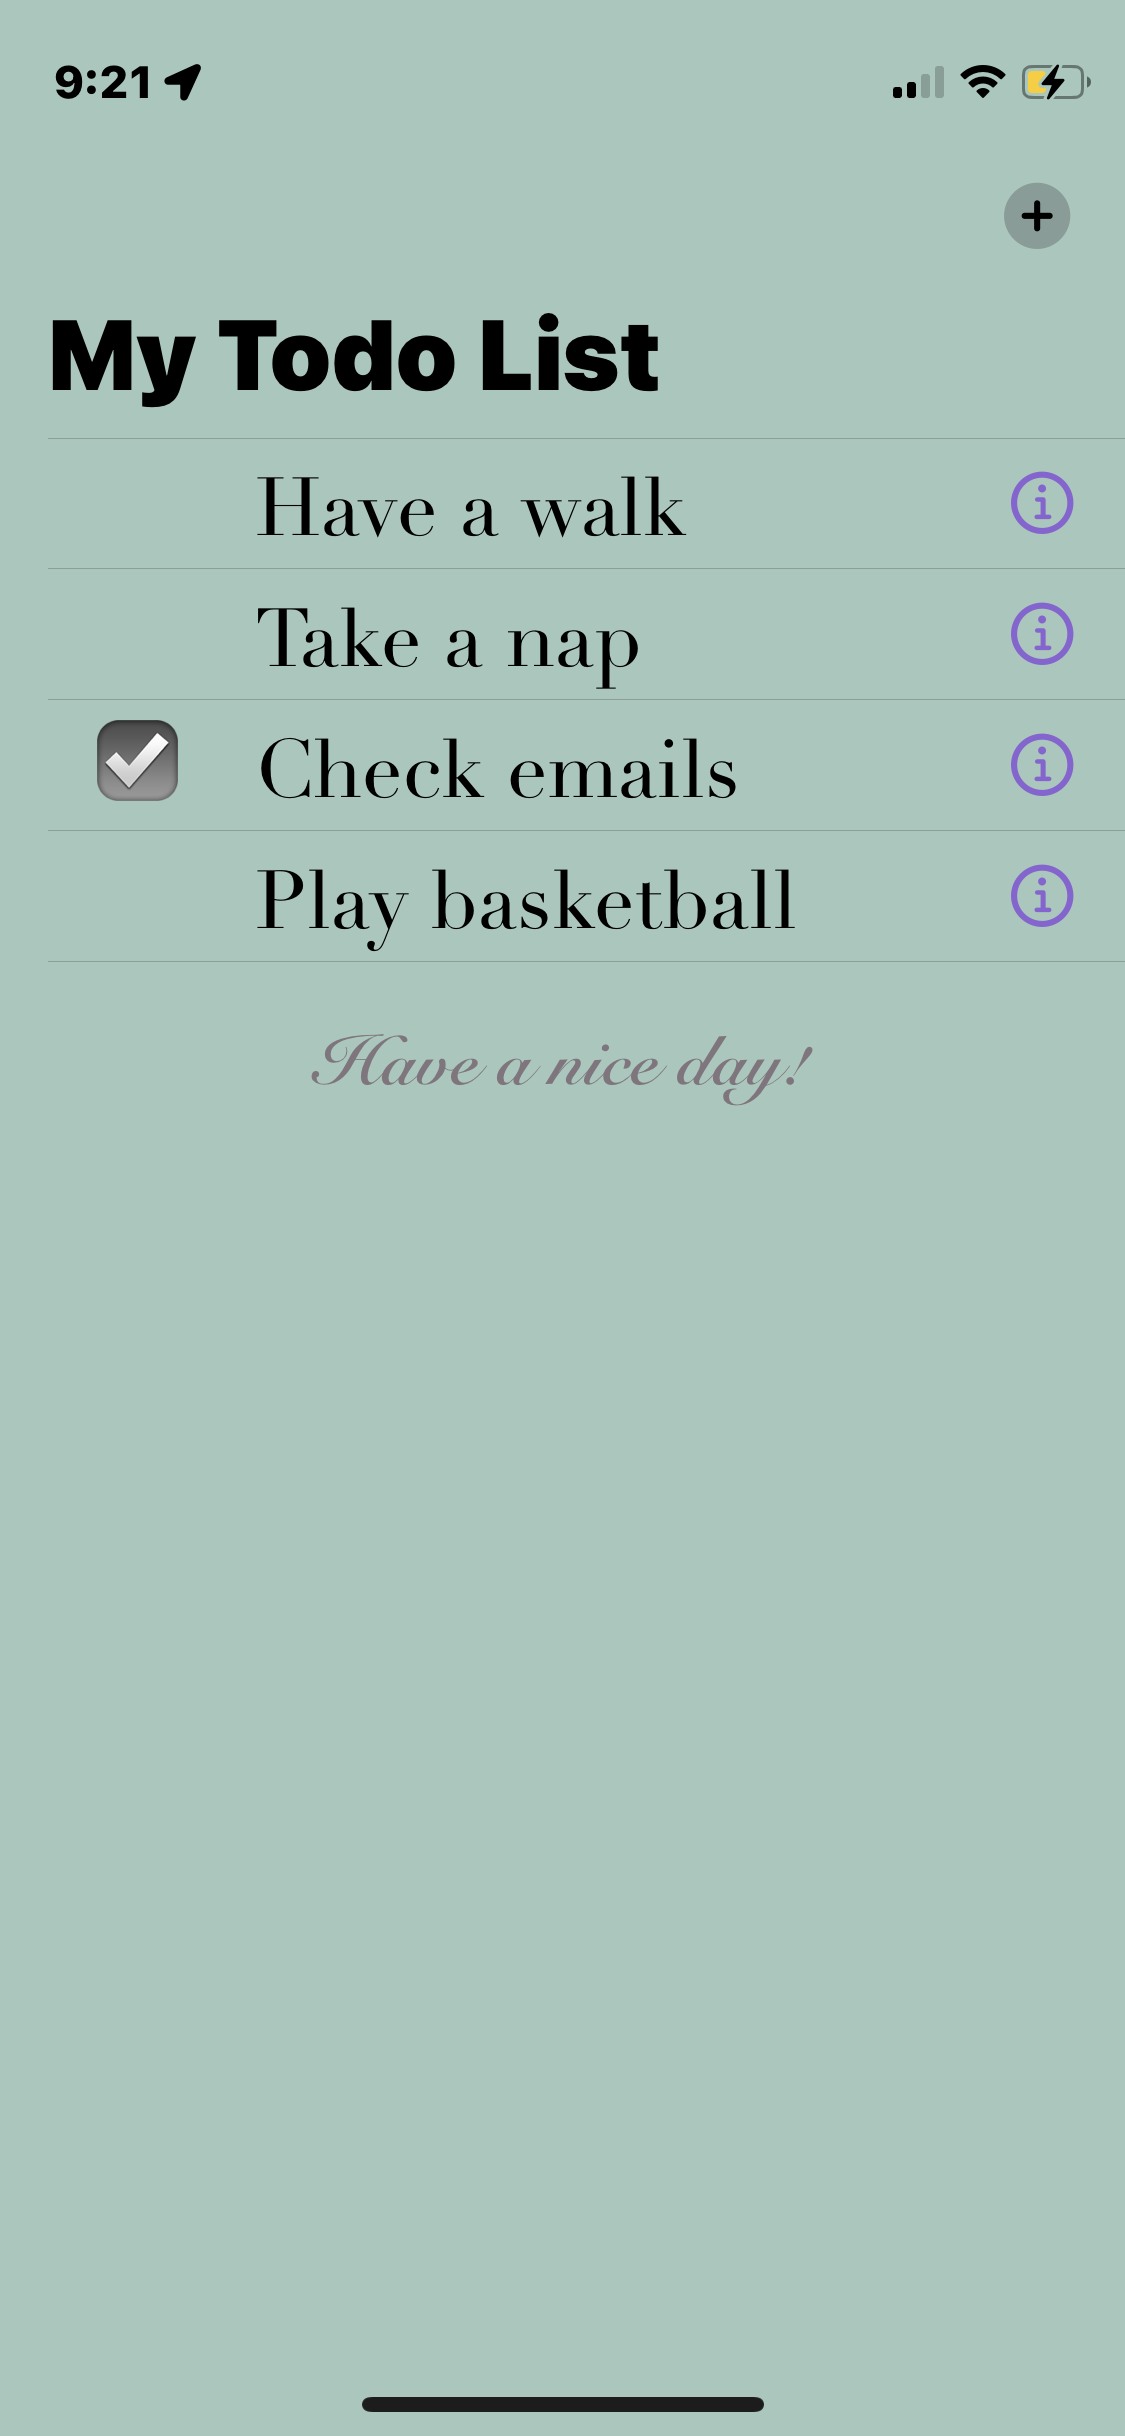 9:21
My Todo List
Have a walk
Take a nap
Check emails
Play basketball
Have a nice day!